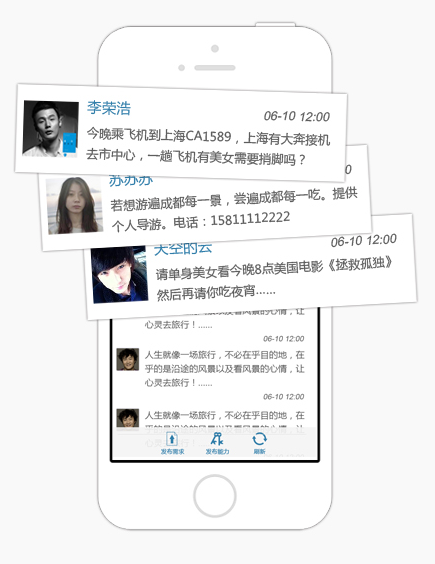 李荣浩
06-10 12:00
今晚乘飞机到上海CA1589，上海有大奔接机
去市中心，一趟飞机有美女需要捎脚吗？
苏苏苏
若想游遍成都每一景，尝遍成都每一吃。提供
个人导游。电话：15811112222
天空的云
06-10 12:00
请单身美女看今晚8点美国电影《拯救孤独》
然后再请你吃夜宵……
心灵去旅行！……
06-10 12:00
人生就像一场旅行，不必在乎目的地，在
乎的是沿途的风景以及看风景的心情，让
心灵去旅行！……
06-10 12:00
人生就像一场旅行，不必在乎目的地，在
乎的是沿途的风景以及看风景的心情，让
发布需求
发布能力
刷新